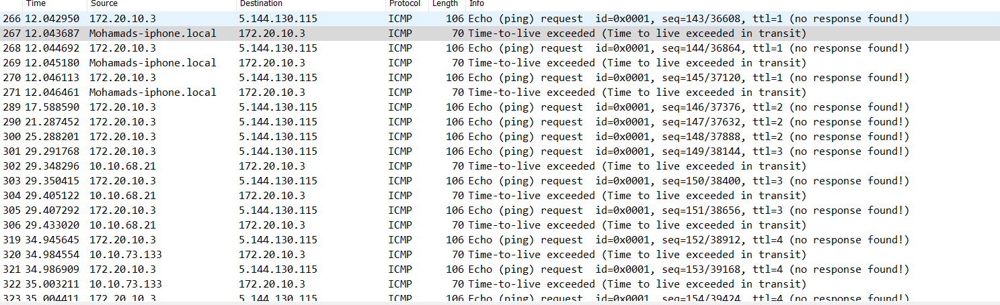 Time Source Destination Protocol Length Info
266 12.042950 172.20.10.3 5.144.130.115 ICMP 106 Echo (ping) request id=0x0001, seq=143/36608, ttl=1 (no response found!)
267 12.043687 Mohamads-iphone.local 172.20.10.3 ICMP 70 Time-to-live exceeded (Time to live exceeded in transit)
268 12.044692 172.20.10.3 5.144.130.115 ICMP 106 Echo (ping) request id=0x0001, seq=144/36864, ttl=1 (no response found!)
269 12.045180 Mohamads-iphone.local 172.20.10.3 ICMP 70 Time-to-live exceeded (Time to live exceeded in transit)
270 12.046113 172.20.10.3 5.144.130.115 ICMP 106 Echo (ping) request id=0x0001, seq=145/37120, ttl=1 (no response found!)
271 12.046461 Mohamads-iphone.local 172.20.10.3 ICMP 70 Time-to-live exceeded (Time to live exceeded in transit)
289 17.588590 172.20.10.3 5.144.130.115 ICMP 106 Echo (ping) request id=0x0001, seq=146/37376, ttl=2 (no response found!)
290 21.287452 172.20.10.3 5.144.130.115 ICMP 106 Echo (ping) request id=0x0001, seq=147/37632, ttl=2 (no response found!)
300 25.288201 172.20.10.3 5.144.130.115 ICMP 106 Echo (ping) request id=0x0001, seq=148/37888, ttl=2 (no response found!)
301 29.291768 172.20.10.3 5.144.130.115 ICMP 106 Echo (ping) request id=0x0001, seq=149/38144, ttl=3 (no response found!)
302 29.348296 10.10.68.21 172.20.10.3 ICMP 70 Time-to-live exceeded (Time to live exceeded in transit)
303 29.350415 172.20.10.3 5.144.130.115 ICMP 106 Echo (ping) request id=0x0001, seq=150/38400, ttl=3 (no response found!)
304 29.405122 10.10.68.21 172.20.10.3 ICMP 70 Time-to-live exceeded (Time to live exceeded in transit)
305 29.407292 172.20.10.3 5.144.130.115 ICMP 106 Echo (ping) request id=0x0001, seq=151/38656, ttl=3 (no response found!)
306 29.433020 10.10.68.21 172.20.10.3 ICMP 70 Time-to-live exceeded (Time to live exceeded in transit)
319 34.945645 172.20.10.3 5.144.130.115 ICMP 106 Echo (ping) request id=0x0001, seq=152/38912, ttl=4 (no response found!)
320 34.984554 10.10.73.133 172.20.10.3 ICMP 70 Time-to-live exceeded (Time to live exceeded in transit)
321 34.986909 172.20.10.3 5.144.130.115 ICMP 106 Echo (ping) request id=0x0001, seq=153/39168, ttl=4 (no response found!)
322 35.003211 10.10.73.133 172.20.10.3 ICMP 70 Time-to-live exceeded (Time to live exceeded in transit)
323 35.004411 172.20.10.3 5.144.130.115 ICMP 106 Echo (ping) request id=0x0001, seq=154/39424, ttl=4 (no response found!)